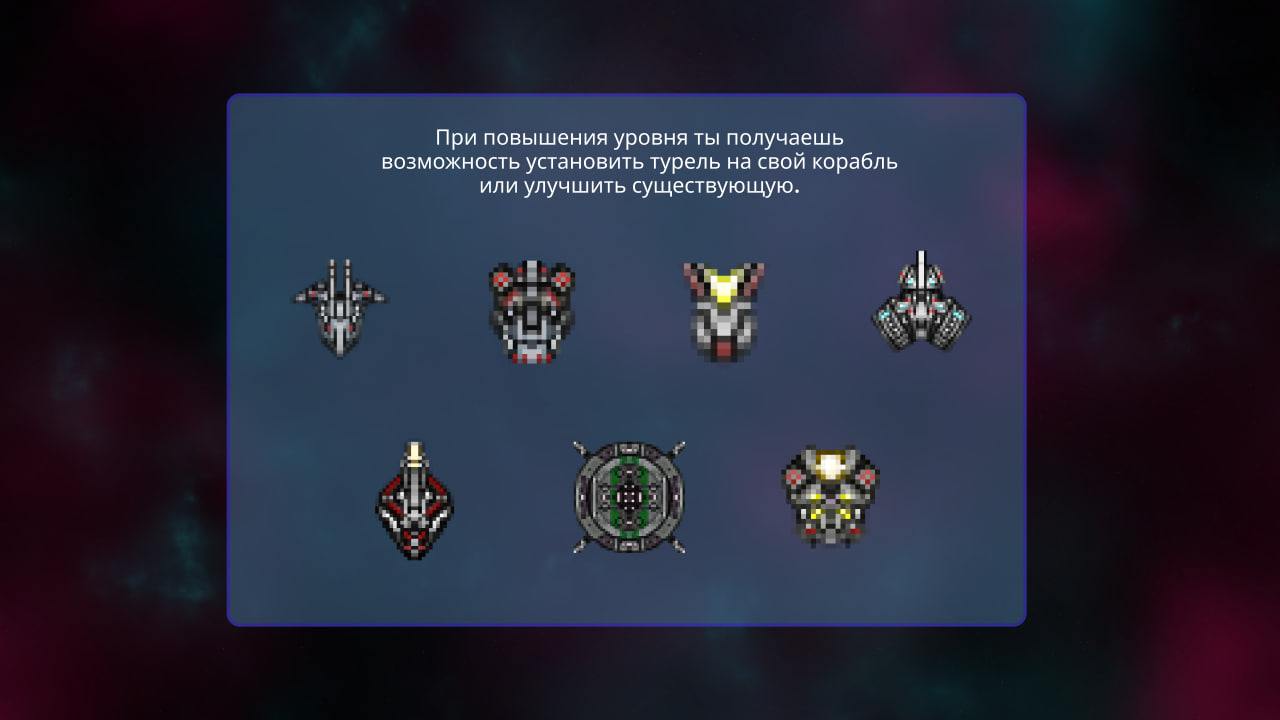 При повышения уровня ты получаешь
возможность установить турель на свой корабль
или улучшить существующую.